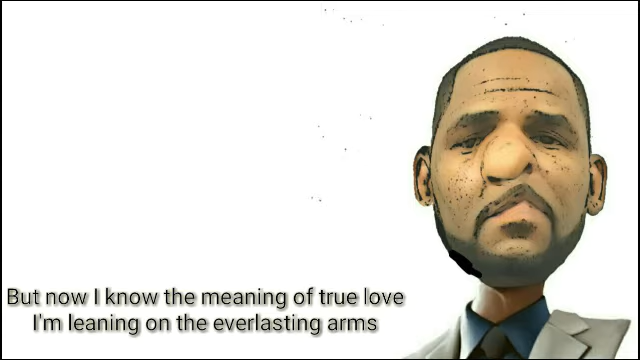 But now I know the meaning of true love
I'm leaning on the everlasting arms